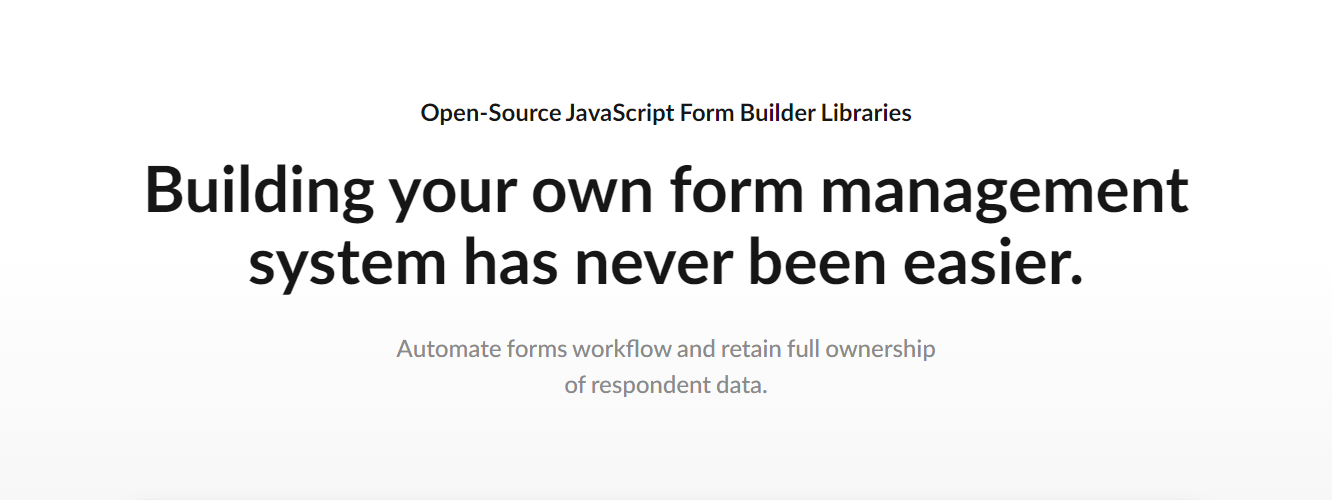 Open-Source JavaScript Form Builder Libraries
Building your own form management
system has never been easier.
Automate forms workflow and retain full ownership
of respondent data.